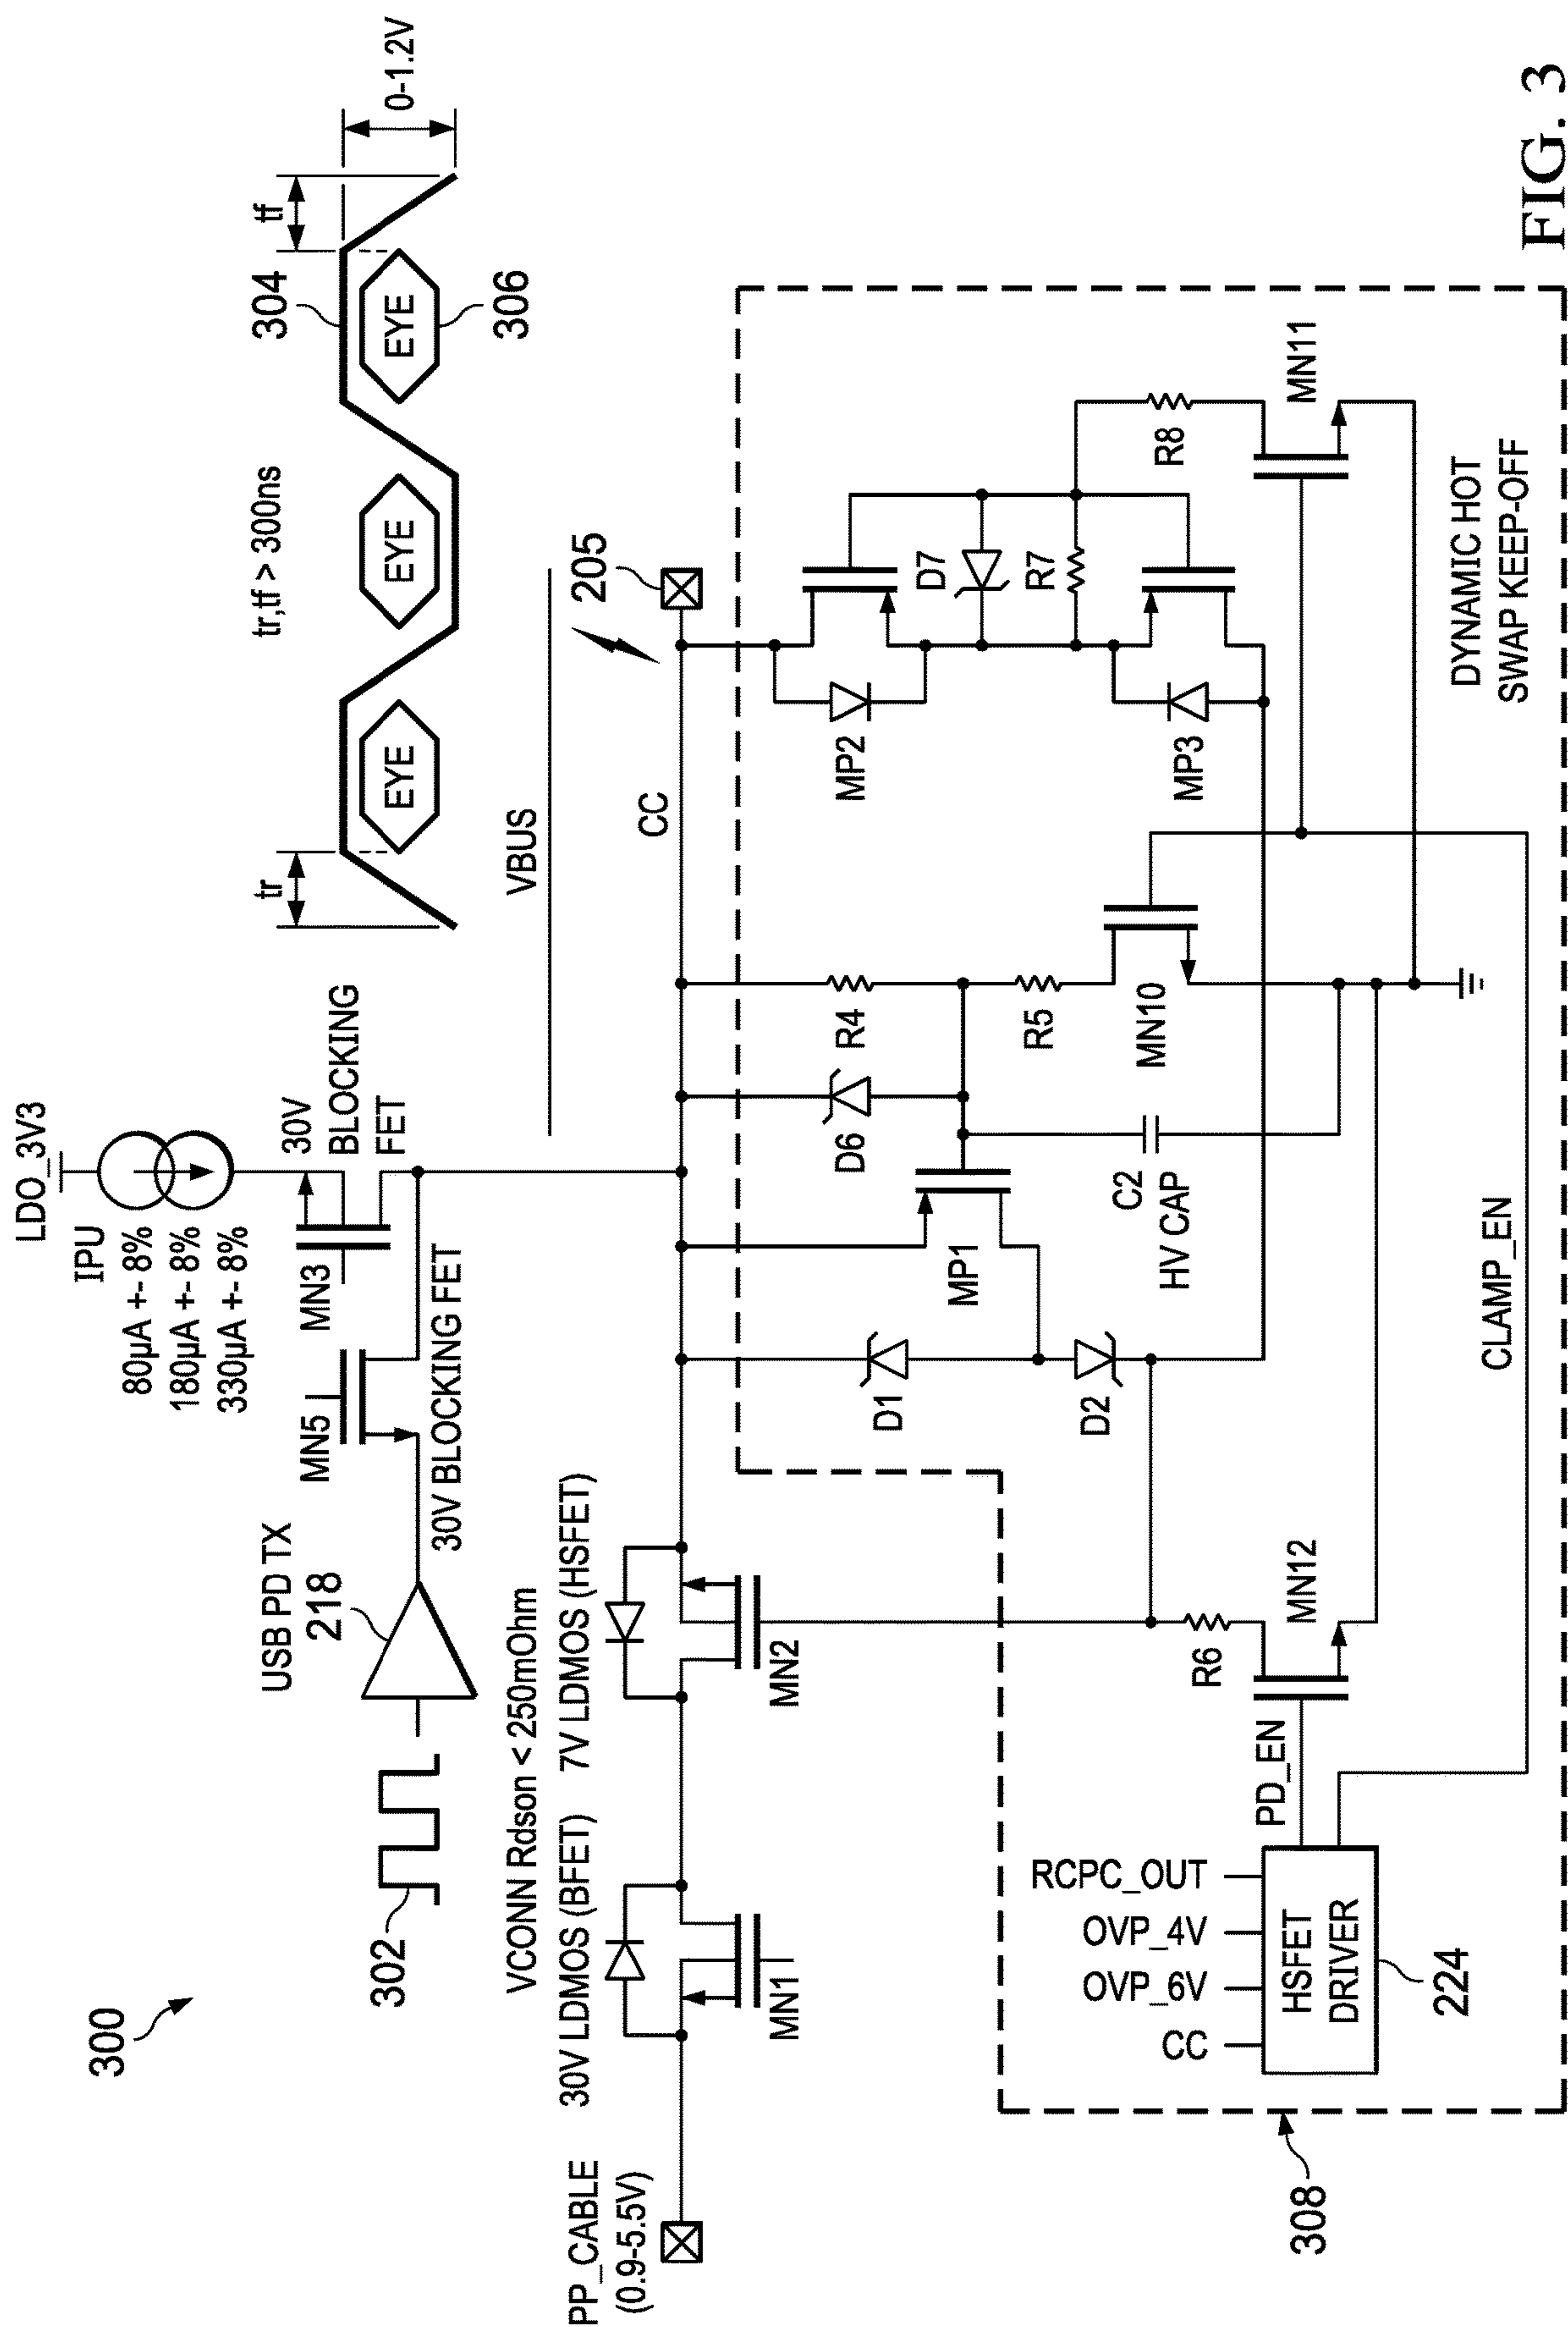 300
302
USB PD TX
218
MN5
30V BLOCKING FET
LDO_3V3
IPU
80µA +- 8%
180µA +- 8%
330µA +- 8%
MN3
30V
BLOCKING
FET
tr
tr,tf > 300ns
tf
304
EYE
EYE
EYE
306
0-1.2V
VBUS
205
CC
PP_CABLE
(0.9-5.5V)
VCONN Rdson < 250mOhm
30V LDMOS (BFET)
7V LDMOS (HSFET)
MN1
MN2
D1
D2
MP1
D6
R4
R5
C2
HV CAP
MN10
MP2
D7
R7
MP3
R8
MN11
RCPC_OUT
OVP_4V
OVP_6V
CC
HSFET
DRIVER
224
PD_EN
R6
MN12
CLAMP_EN
DYNAMIC HOT
SWAP KEEP-OFF
308
FIG. 3